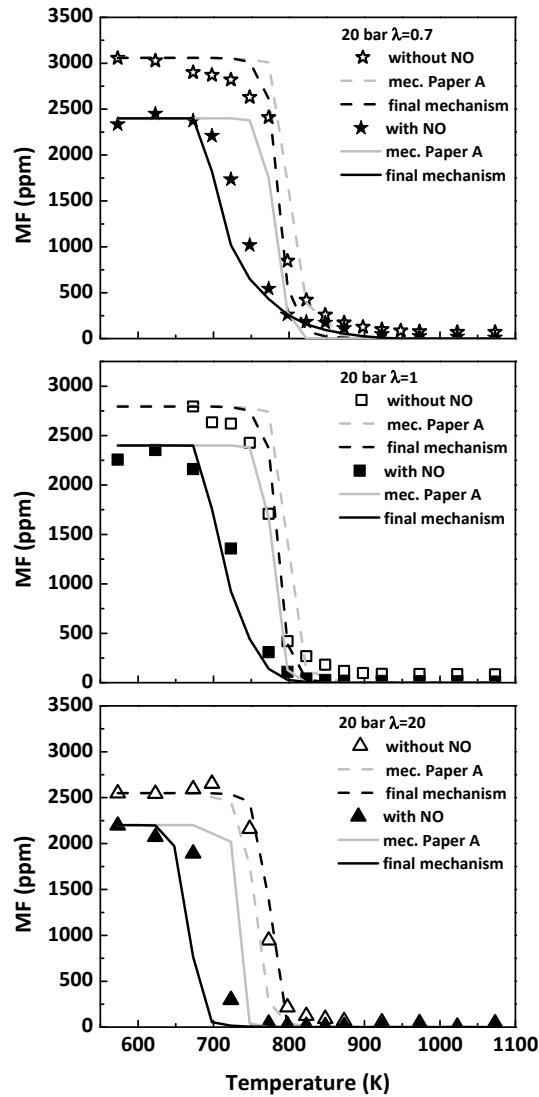 20 bar λ=0.7
without NO
mec. Paper A
final mechanism
with NO
mec. Paper A
final mechanism
MF (ppm)
3500
3000
2500
2000
1500
1000
500
0
20 bar λ=1
without NO
mec. Paper A
final mechanism
with NO
mec. Paper A
final mechanism
MF (ppm)
3000
2500
2000
1500
1000
500
0
20 bar λ=20
without NO
mec. Paper A
final mechanism
with NO
mec. Paper A
final mechanism
MF (ppm)
3500
3000
2500
2000
1500
1000
500
0
600 700 800 900 1000 1100
Temperature (K)